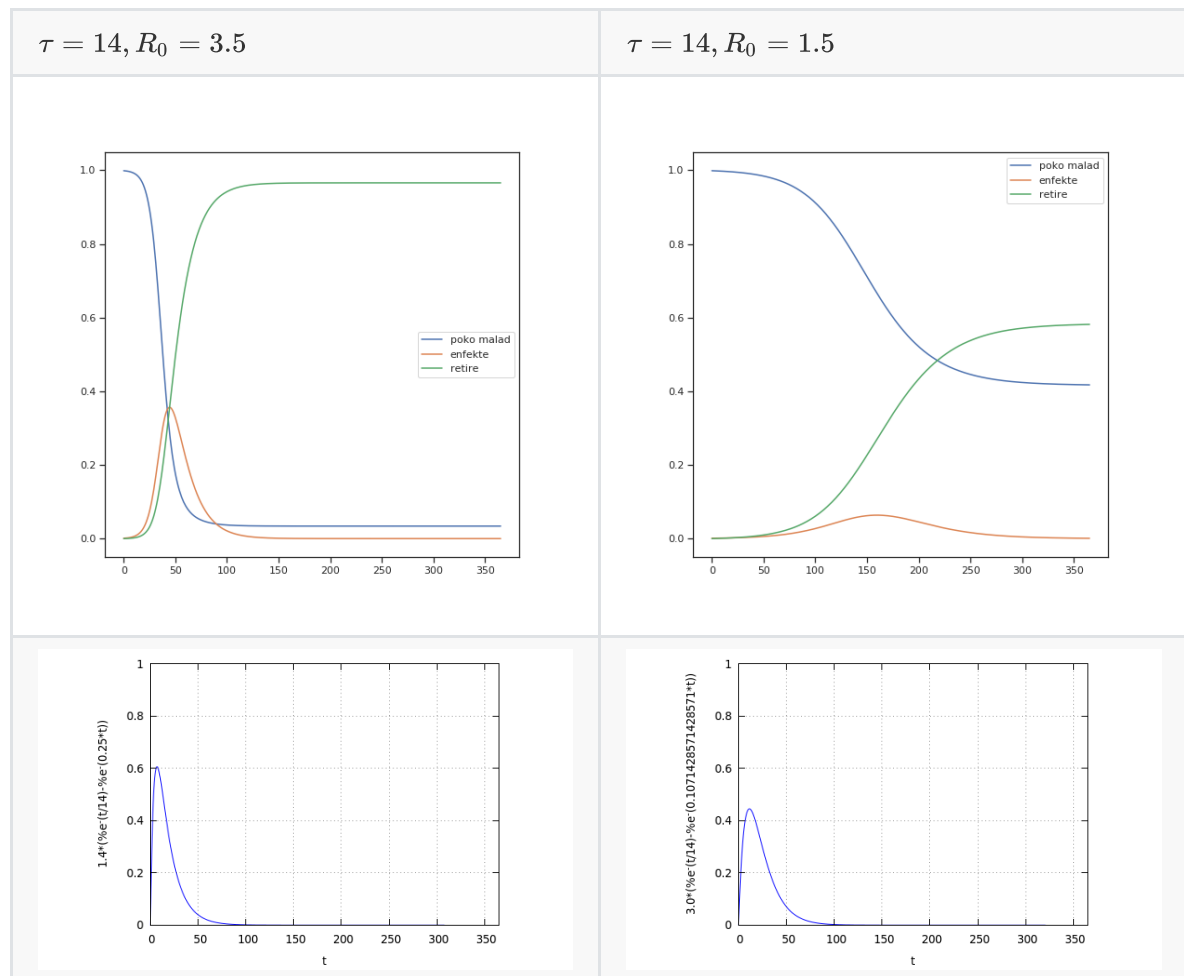 τ = 14, R₀ = 3.5
τ = 14, R₀ = 1.5
1.0
0.8
0.6
0.4
0.2
0.0
0 50 100 150 200 250 300 350
poko malad
enfekte
retire
1.0
0.8
0.6
0.4
0.2
0.0
0 50 100 150 200 250 300 350
poko malad
enfekte
retire
1.4*(%e⁻(t/14)-%e⁻(0.25*t))
1
0.8
0.6
0.4
0.2
0
0 50 100 150 200 250 300 350
t
3.0*(%e⁻(t/14)-%e⁻(0.1071428571428571*t))
1
0.8
0.6
0.4
0.2
0
0 50 100 150 200 250 300 350
t